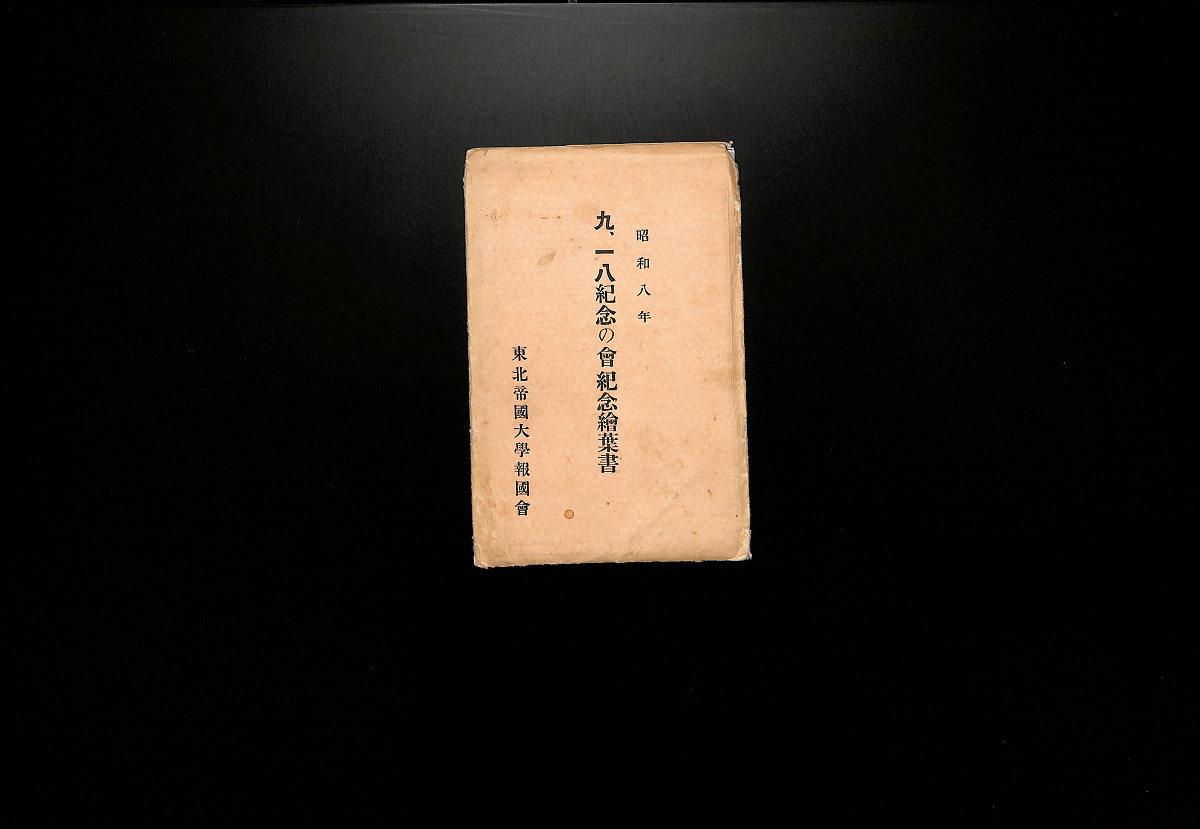 昭和八年
九、一八紀念の會紀念繪葉書
東北帝國大學報國會